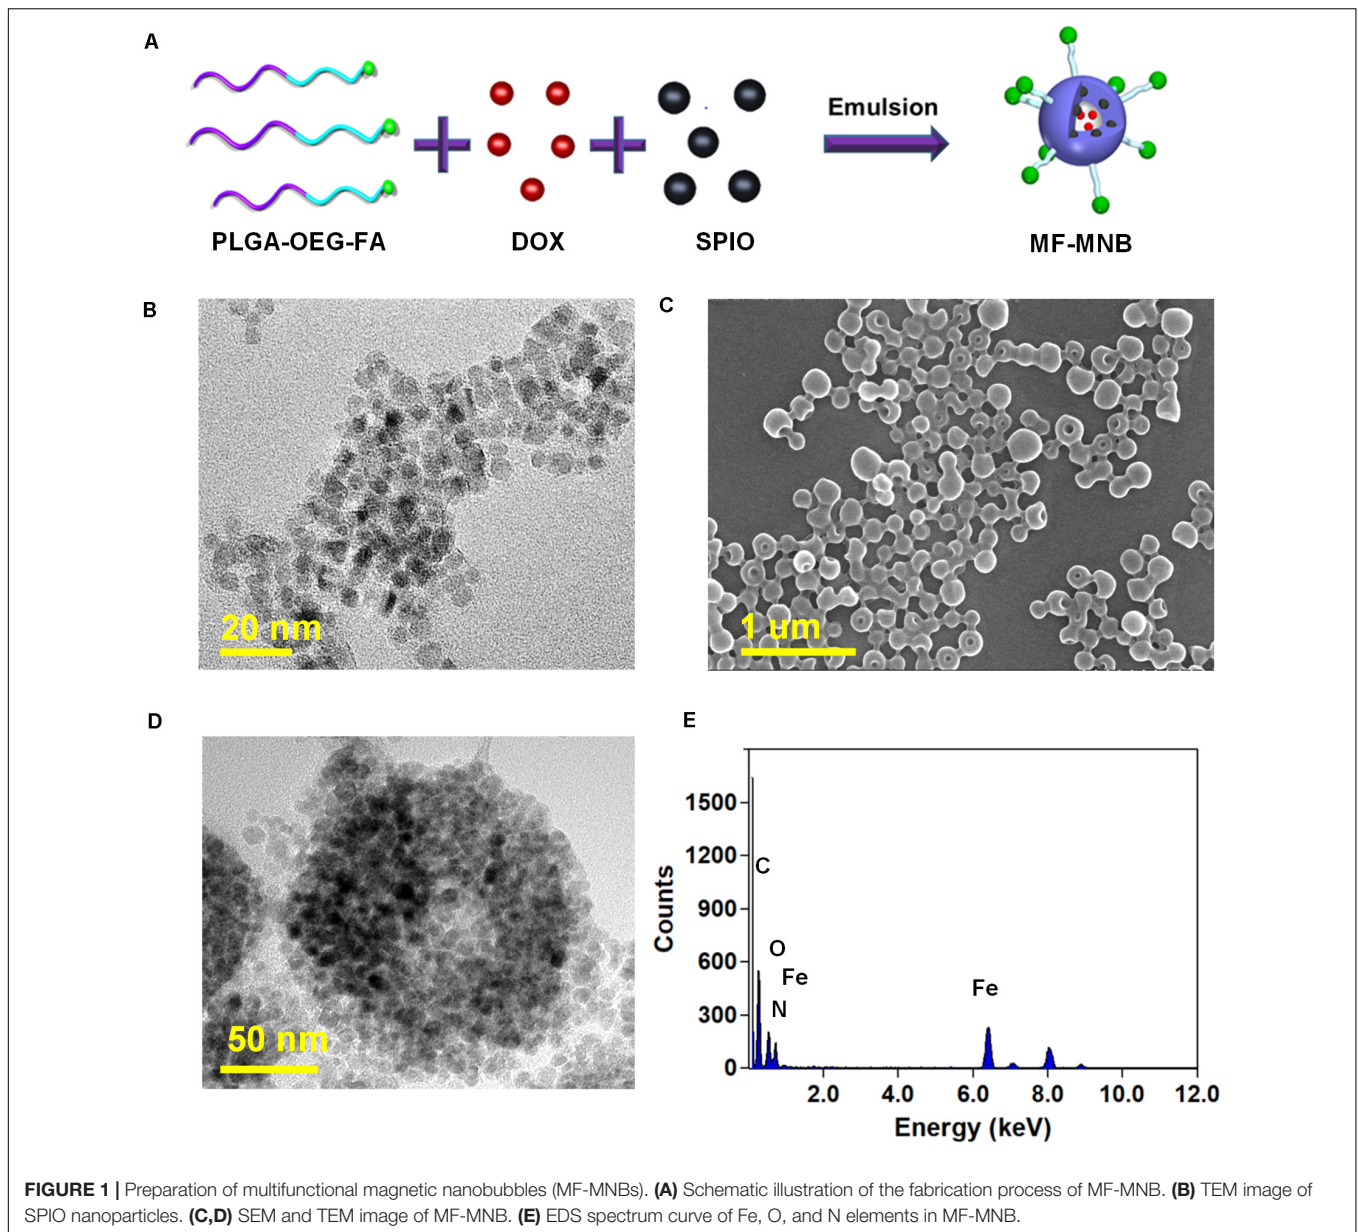 A
Emulsion
PLGA-OEG-FA
DOX
SPIO
MF-MNB
B
C
20 nm
1 um
D
E
50 nm
1500
1200
900
600
300
0
Counts
C
O
Fe
N
Fe
2.0 4.0 6.0 8.0 10.0 12.0
Energy (keV)
FIGURE 1 | Preparation of multifunctional magnetic nanobubbles (MF-MNBs). (A) Schematic illustration of the fabrication process of MF-MNB. (B) TEM image of
SPIO nanoparticles. (C,D) SEM and TEM image of MF-MNB. (E) EDS spectrum curve of Fe, O, and N elements in MF-MNB.